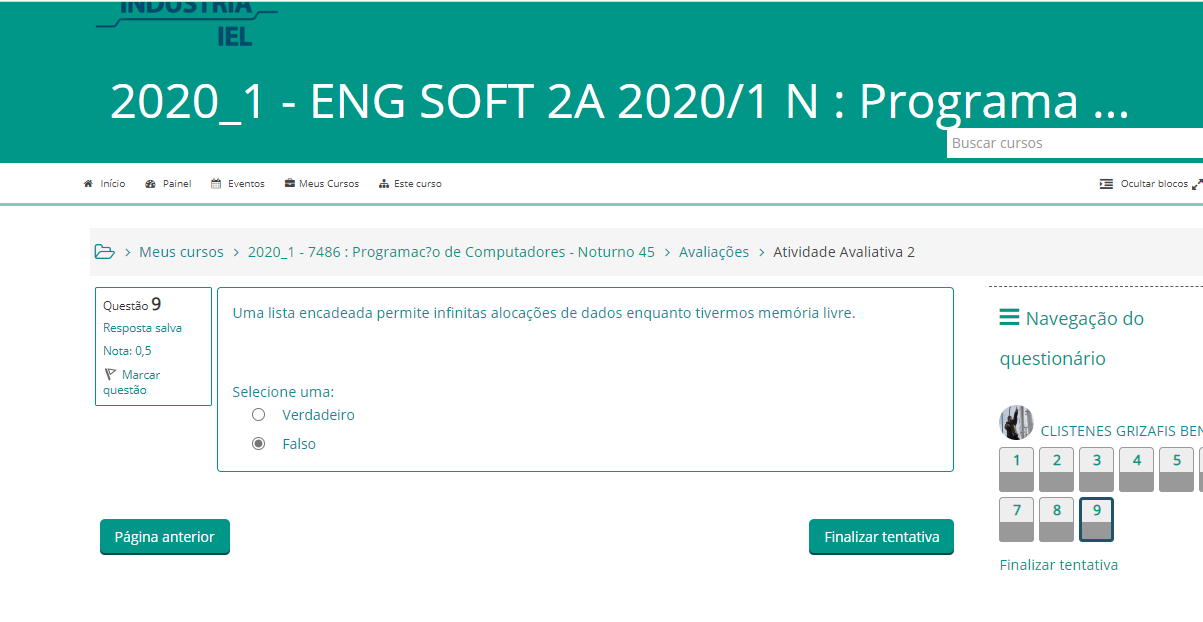 INDÚSTRIA
IEL
2020_1 - ENG SOFT 2A 2020/1 N : Programa ...
Buscar cursos
Início Painel Eventos Meus Cursos Este curso Ocultar blocos
> Meus cursos > 2020_1 - 7486 : Programac?o de Computadores - Noturno 45 > Avaliações > Atividade Avaliativa 2
Questão 9
Resposta salva
Nota: 0,5
Marcar
questão
Uma lista encadeada permite infinitas alocações de dados enquanto tivermos memória livre.
Selecione uma:
Verdadeiro
Falso
Página anterior
Finalizar tentativa
Navegação do
questionário
CLISTENES GRIZAFIS BEN
1 2 3 4 5
7 8 9
Finalizar tentativa